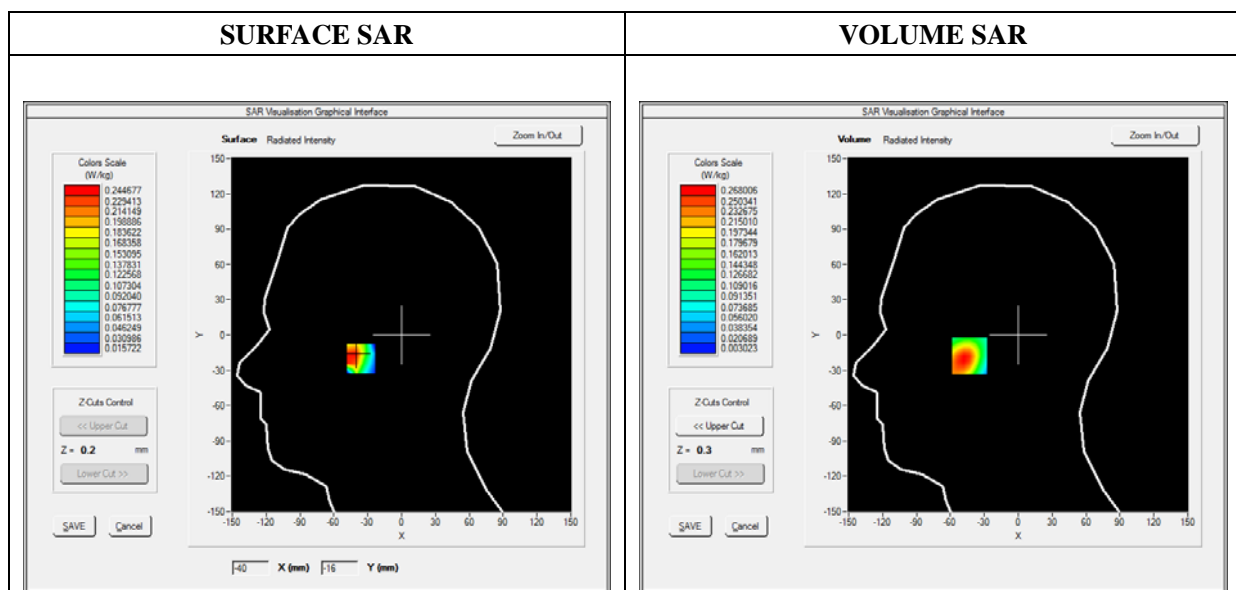 SURFACE SAR
VOLUME SAR
SAR Visualisation Graphical Interface
Surface Radiated Intensity
Zoom In/Out
Colors Scale
(W/kg)
0.244677
0.229413
0.214149
0.198886
0.183622
0.168358
0.153095
0.137831
0.122568
0.107304
0.092040
0.076777
0.061513
0.046249
0.030986
0.015722
Z-Cuts Control
<< Upper Cut
Z = 0.2 mm
Lower Cut >>
SAVE Cancel
150
120
90
60
30
0
-30
-60
-90
-120
-150
Y
-150 -120 -90 -60 -30 0 30 60 90 120 150
X
-40 X (mm) -16 Y (mm)
SAR Visualisation Graphical Interface
Volume Radiated Intensity
Zoom In/Out
Colors Scale
(W/kg)
0.268006
0.250341
0.232675
0.215010
0.197344
0.179679
0.162013
0.144348
0.126682
0.109016
0.091351
0.073685
0.056020
0.038354
0.020689
0.003023
Z-Cuts Control
<< Upper Cut
Z = 0.3 mm
Lower Cut >>
SAVE Cancel
150
120
90
60
30
0
-30
-60
-90
-120
-150
Y
-150 -120 -90 -60 -30 0 30 60 90 120 150
X